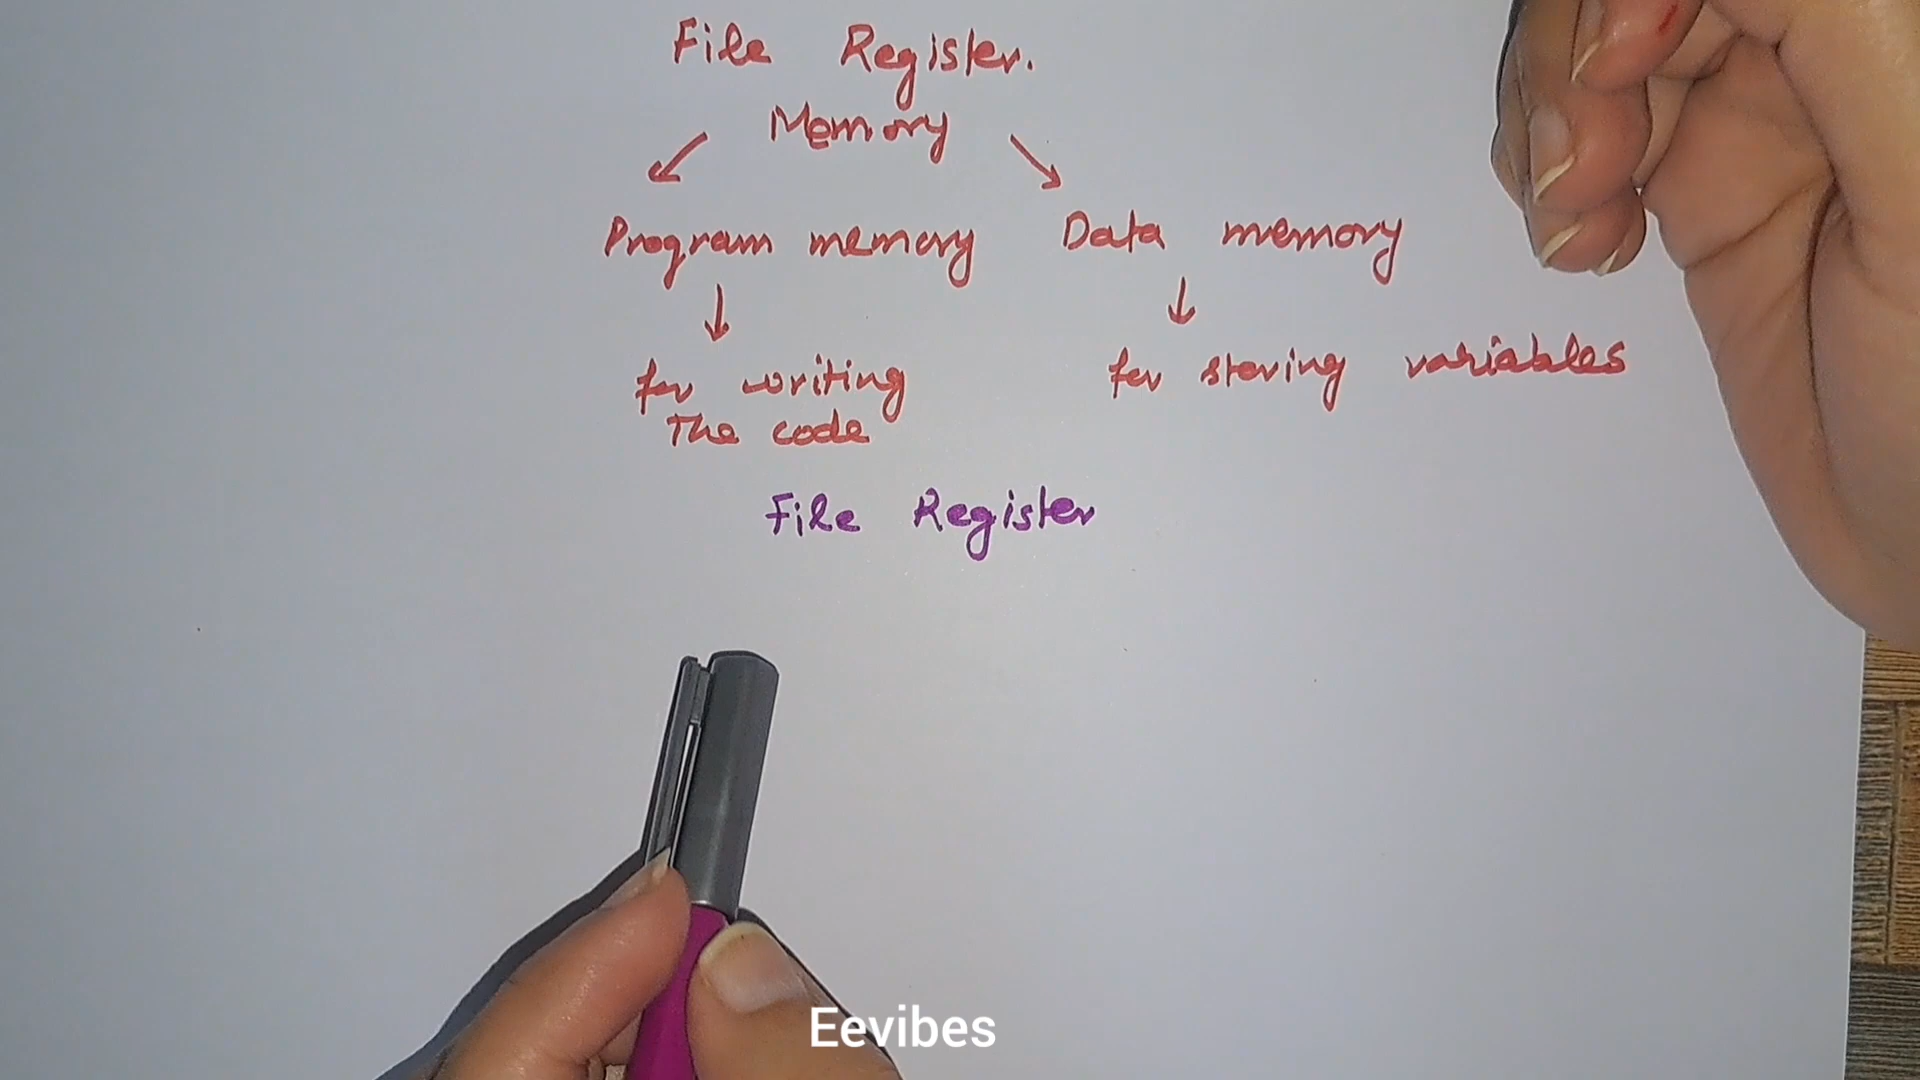 File Register.
Memory
Program memory Data memory
for writing for storing variables
The code
File Register
Eevibes